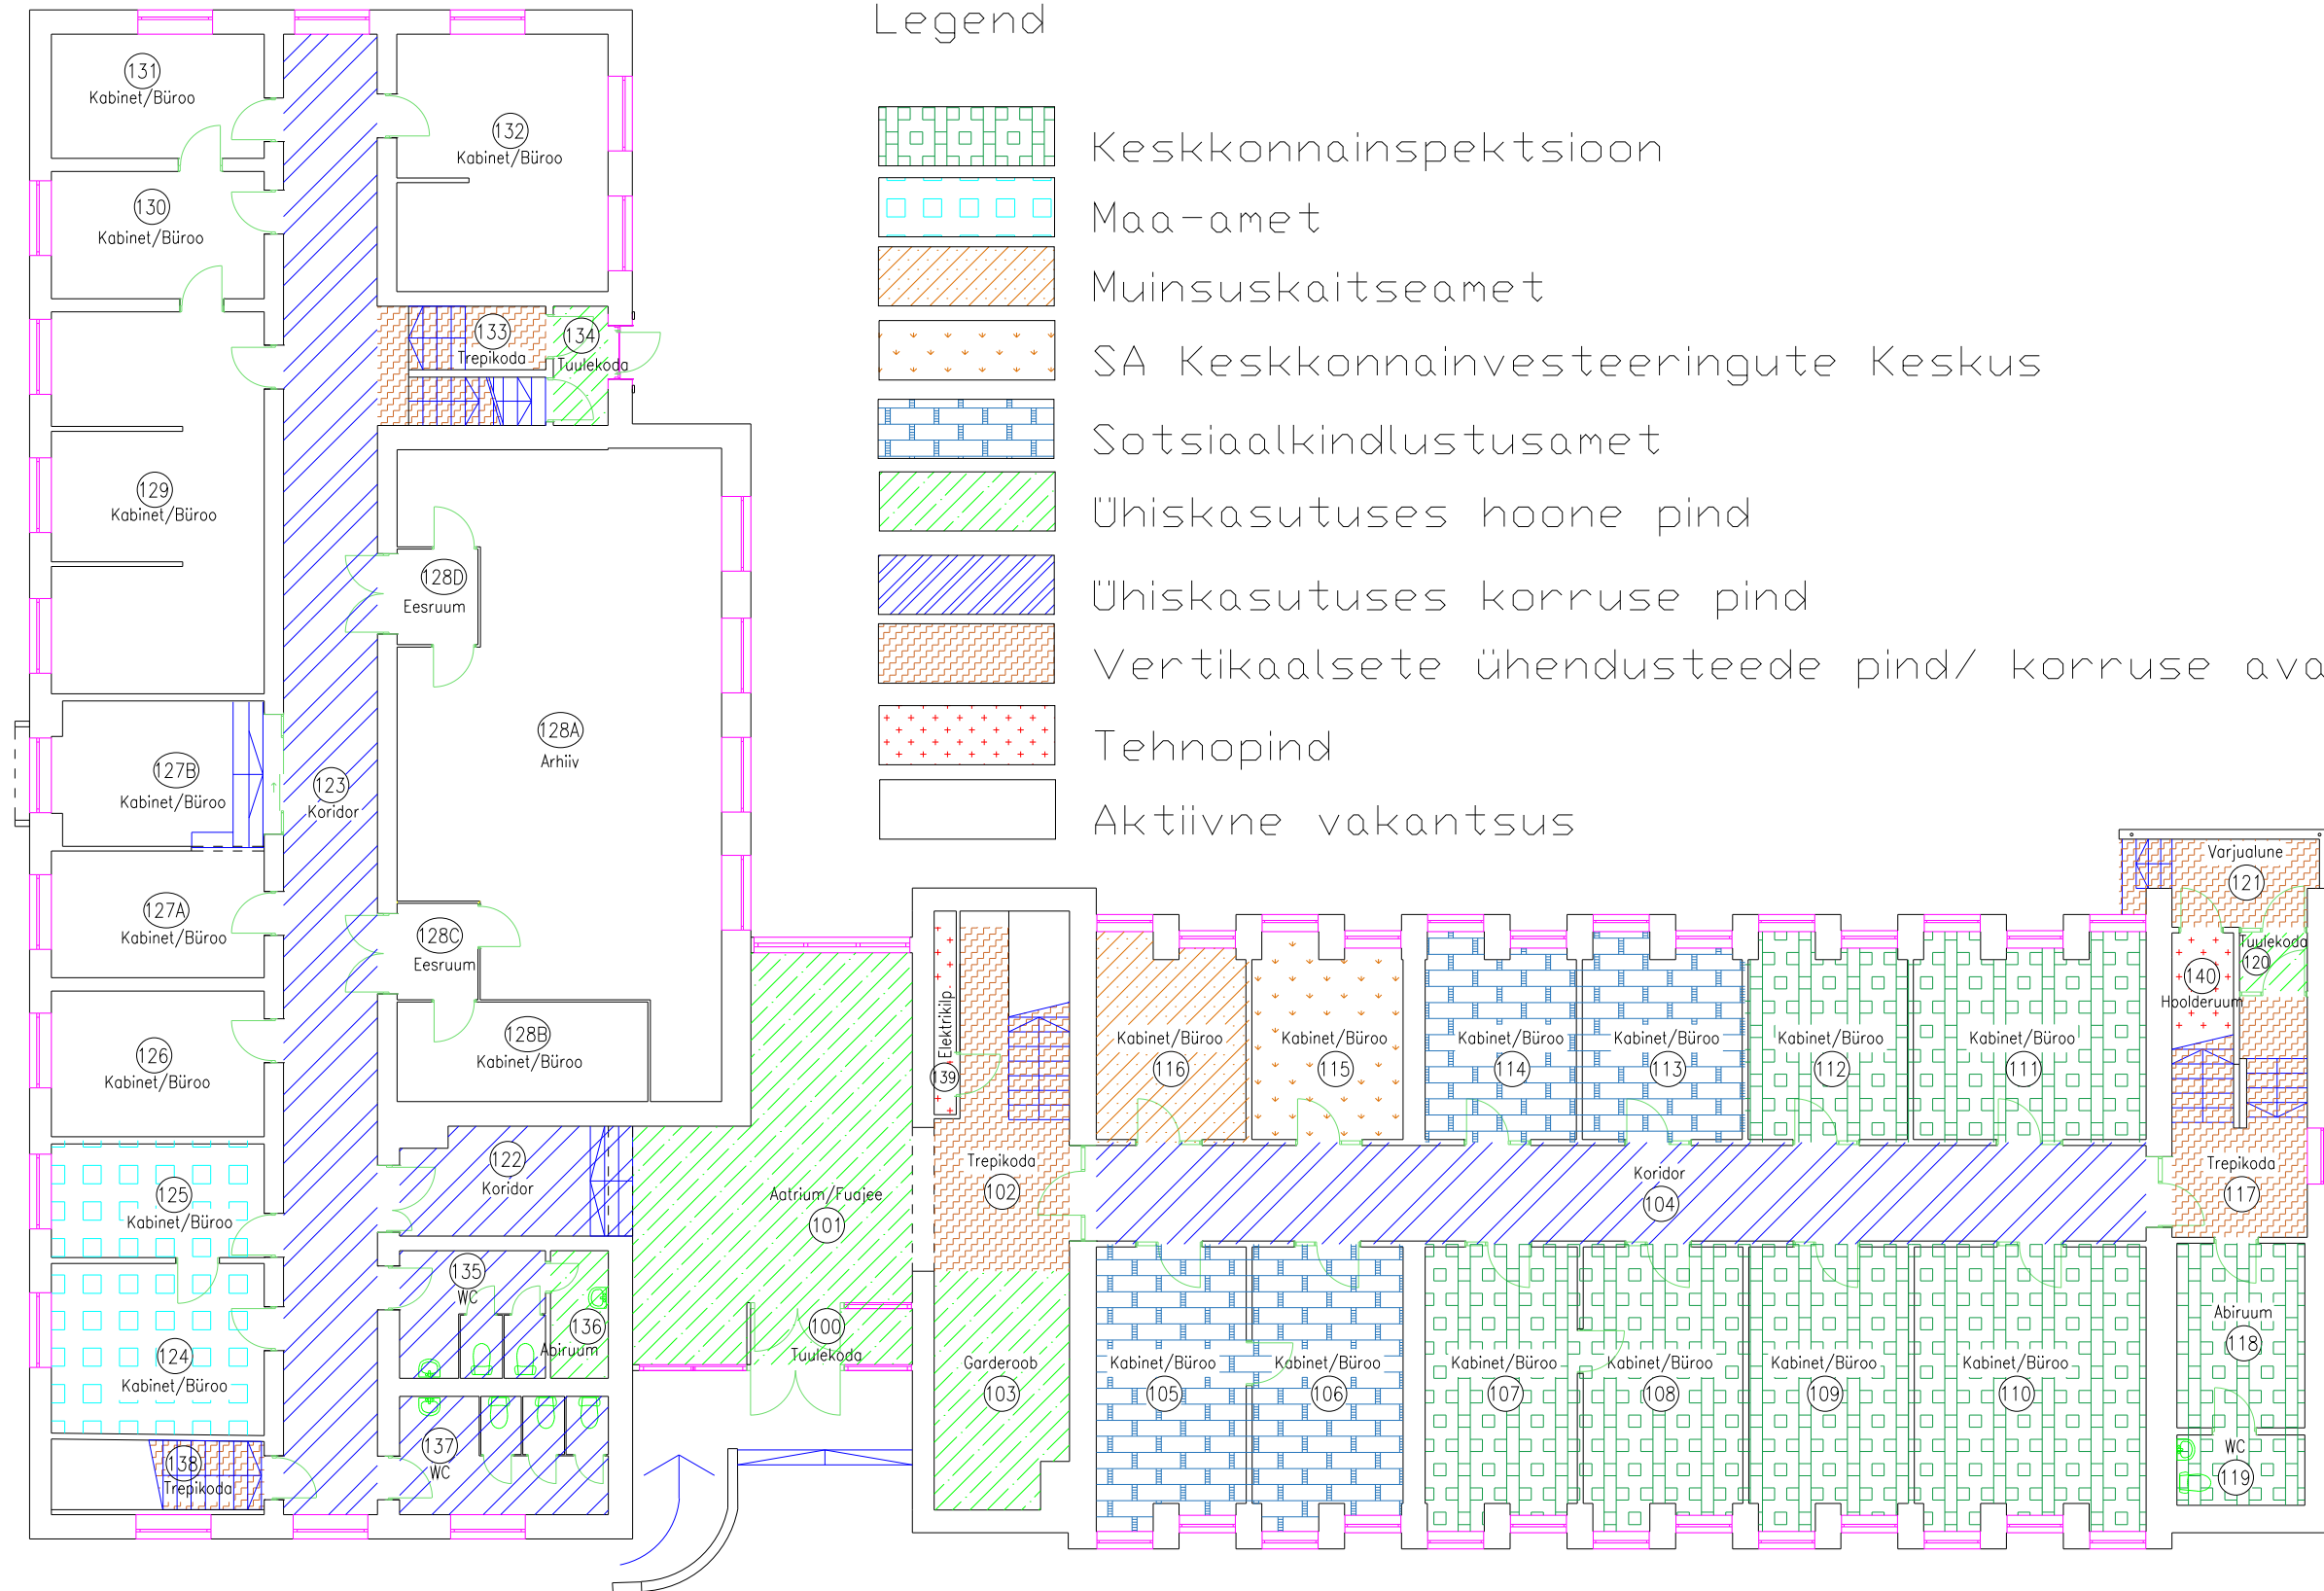 Legend
Keskkonnainspektsioon
Maa-amet
Muinsuskaitseamet
SA Keskkonnainvesteeringute Keskus
Sotsiaalkindlustusamet
Ühiskasutuses hoone pind
Ühiskasutuses korruse pind
Vertikaalsete ühendusteede pind/ korruse ava
Tehnopind
Aktiivne vakantsus
131
Kabinet/Büroo
132
Kabinet/Büroo
130
Kabinet/Büroo
133
Trepikoda
134
Tuulekoda
129
Kabinet/Büroo
128D
Eesruum
128A
Arhiiv
127B
Kabinet/Büroo
123
Koridor
127A
Kabinet/Büroo
128C
Eesruum
128B
Kabinet/Büroo
126
Kabinet/Büroo
122
Koridor
125
Kabinet/Büroo
124
Kabinet/Büroo
135
WC
136
Abiruum
137
WC
138
Trepikoda
Aatrium/Fuajee
101
100
Tuulekoda
Elektrikilp.
139
Trepikoda
102
Garderoob
103
Kabinet/Büroo
116
Kabinet/Büroo
115
Kabinet/Büroo
114
Kabinet/Büroo
113
Kabinet/Büroo
112
Kabinet/Büroo
111
Koridor
104
Kabinet/Büroo
105
Kabinet/Büroo
106
Kabinet/Büroo
107
Kabinet/Büroo
108
Kabinet/Büroo
109
Kabinet/Büroo
110
Varjualune
121
Tuulekoda
120
140
Hoolderuum
Trepikoda
117
Abiruum
118
WC
119